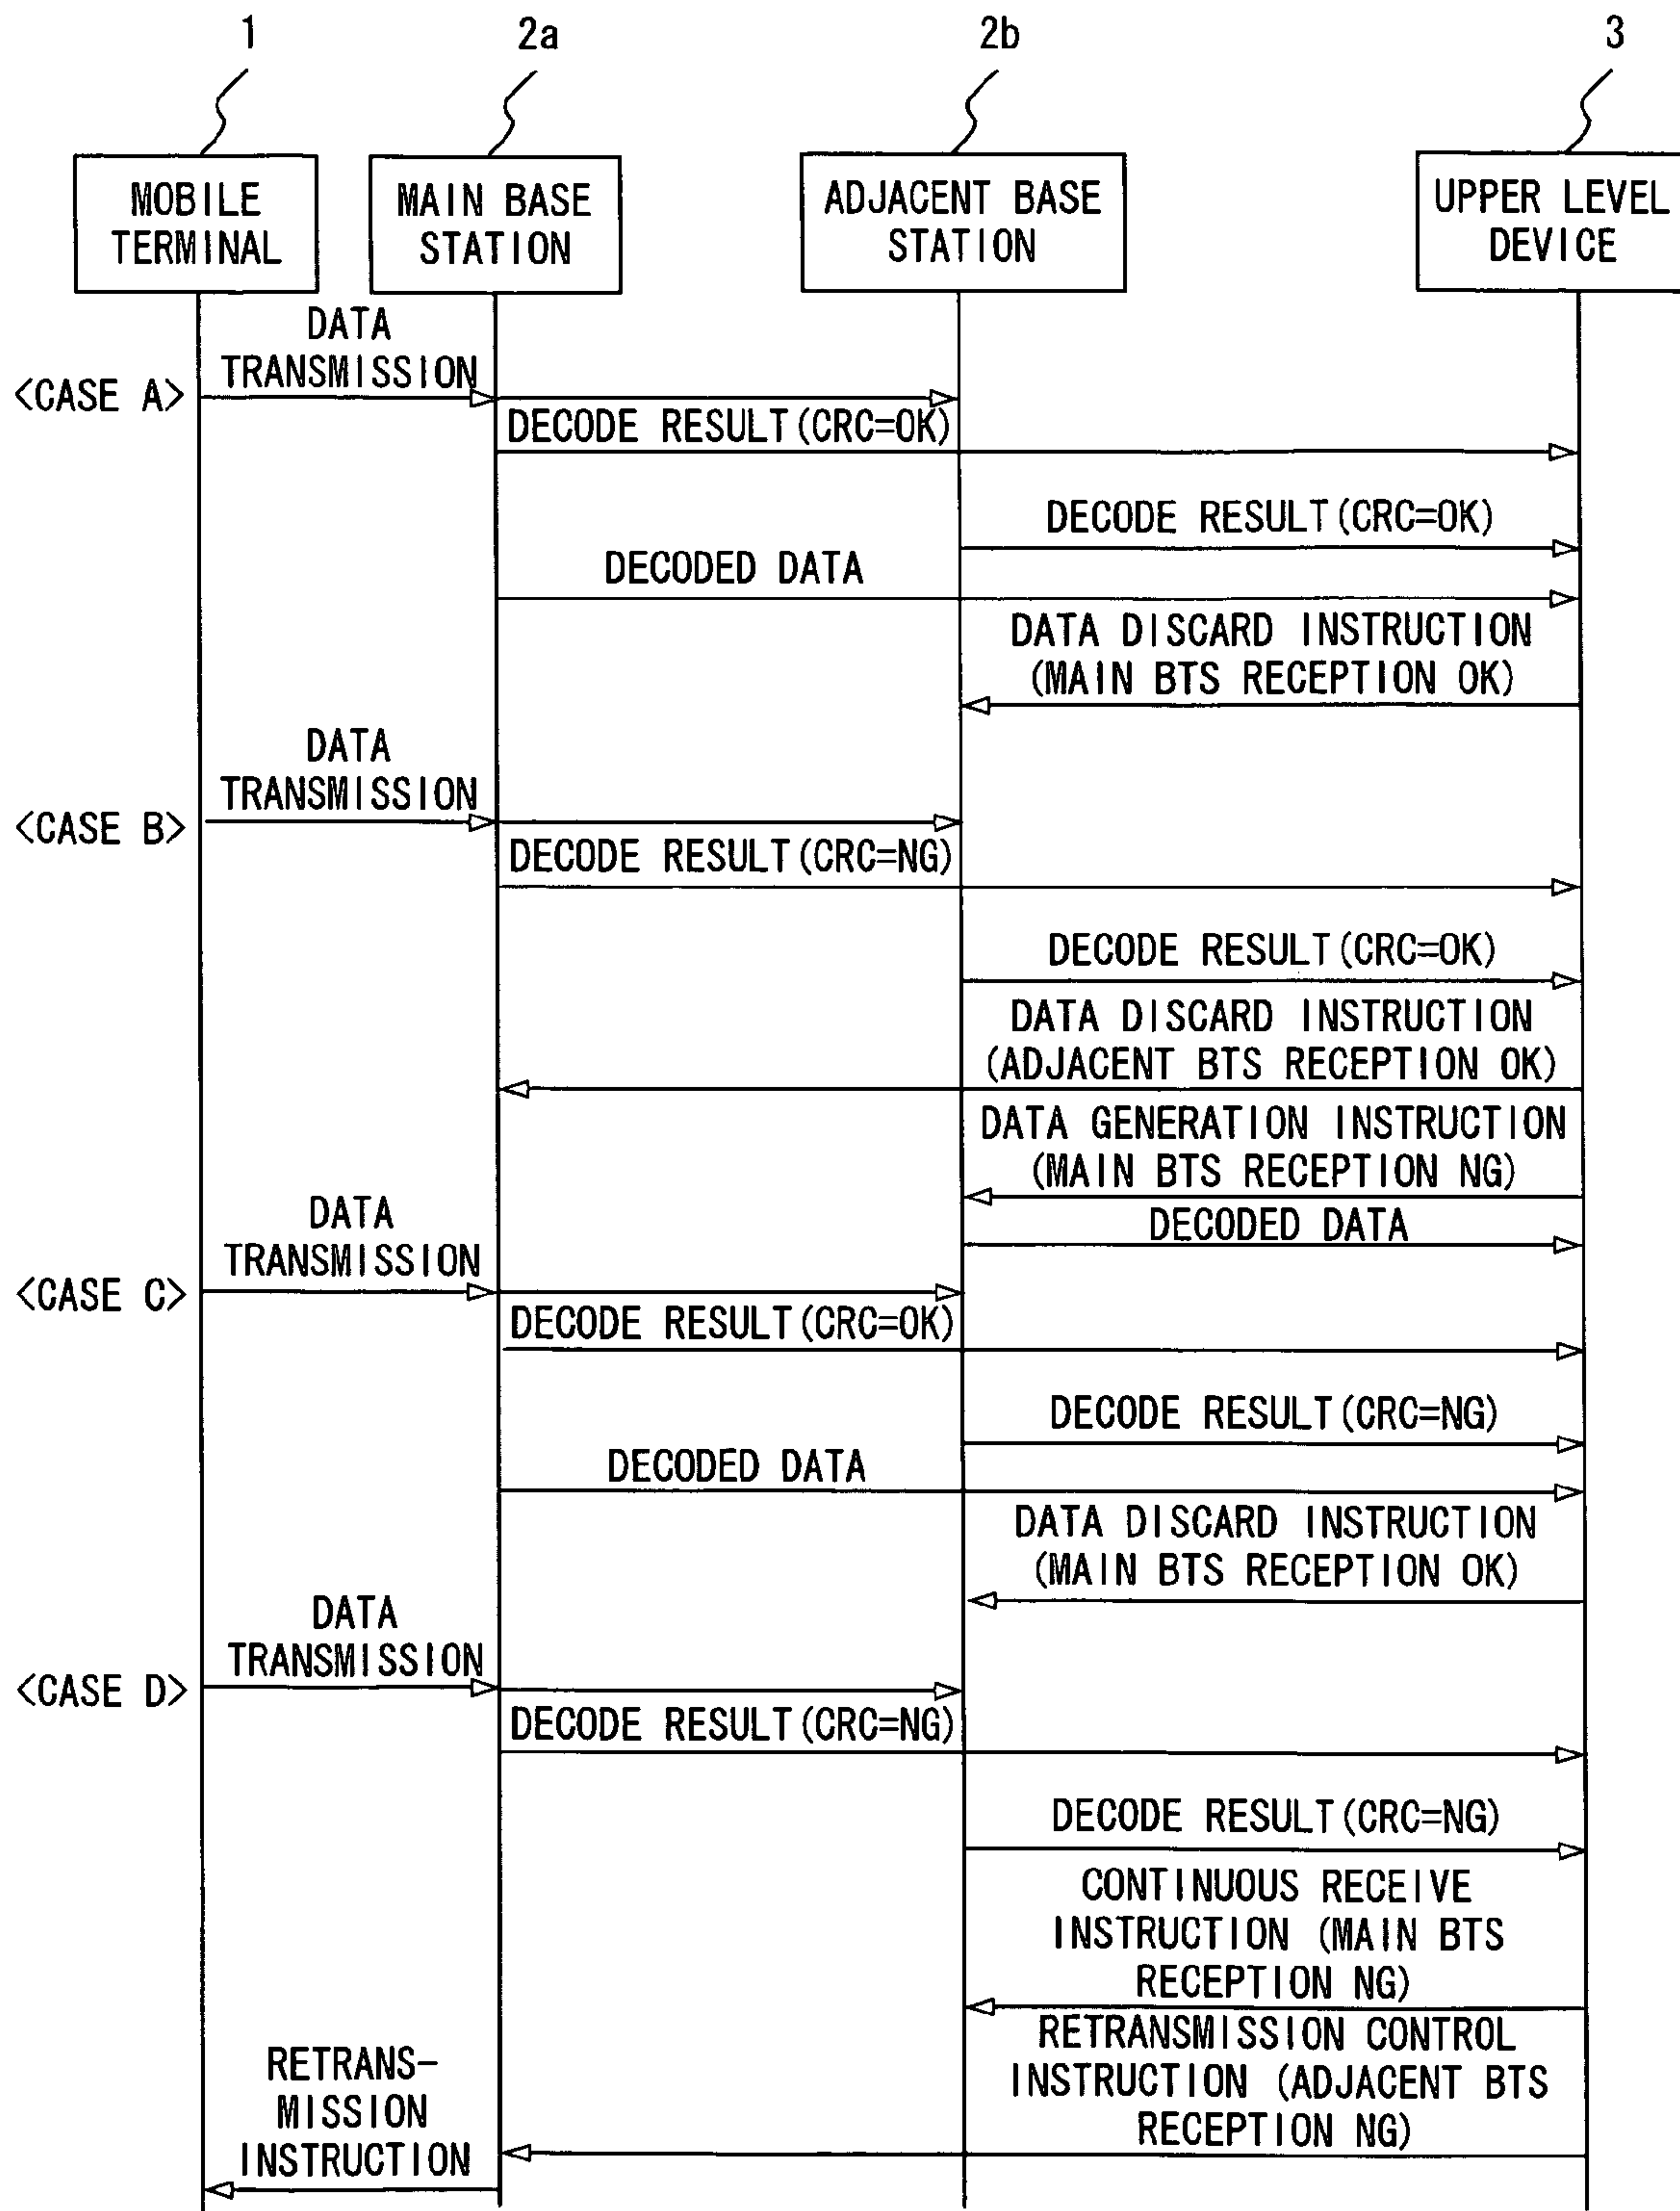 1
2a
2b
3
MOBILE
TERMINAL
MAIN BASE
STATION
ADJACENT BASE
STATION
UPPER LEVEL
DEVICE
DATA
TRANSMISSION
<CASE A>
DECODE RESULT(CRC=OK)
DECODE RESULT(CRC=OK)
DECODED DATA
DATA DISCARD INSTRUCTION
(MAIN BTS RECEPTION OK)
DATA
TRANSMISSION
<CASE B>
DECODE RESULT(CRC=NG)
DECODE RESULT(CRC=OK)
DATA DISCARD INSTRUCTION
(ADJACENT BTS RECEPTION OK)
DATA GENERATION INSTRUCTION
(MAIN BTS RECEPTION NG)
DECODED DATA
DATA
TRANSMISSION
<CASE C>
DECODE RESULT(CRC=OK)
DECODE RESULT(CRC=NG)
DECODED DATA
DATA DISCARD INSTRUCTION
(MAIN BTS RECEPTION OK)
DATA
TRANSMISSION
<CASE D>
DECODE RESULT(CRC=NG)
DECODE RESULT(CRC=NG)
CONTINUOUS RECEIVE
INSTRUCTION (MAIN BTS
RECEPTION NG)
RETRANSMISSION CONTROL
INSTRUCTION (ADJACENT BTS
RECEPTION NG)
RETRANS-
MISSION
INSTRUCTION